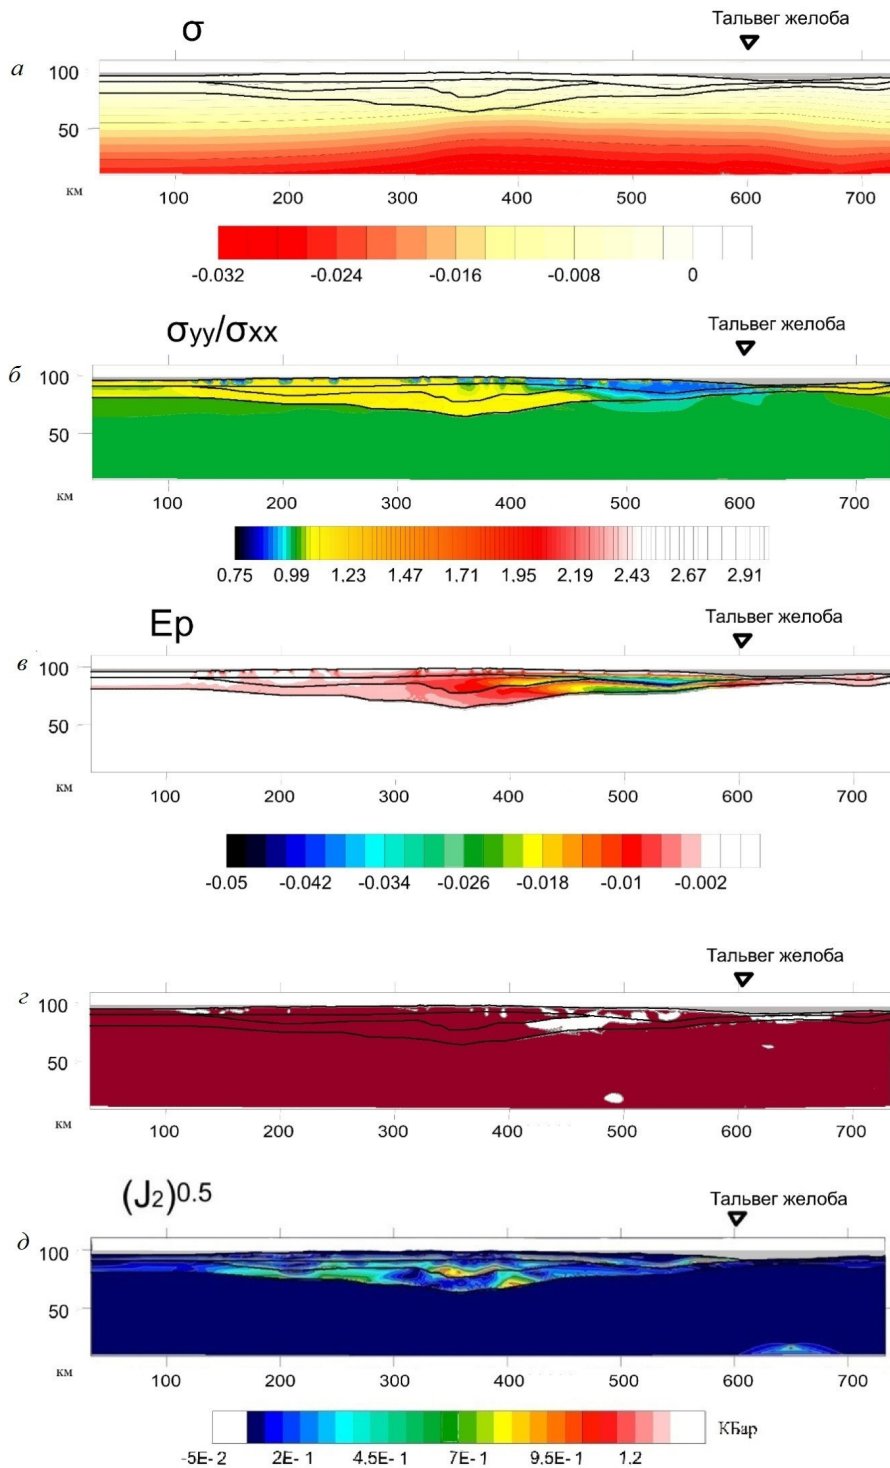 σ
Тальвег желоба
а
100
50
км
100 200 300 400 500 600 700
-0.032 -0.024 -0.016 -0.008 0
σyy/σxx
Тальвег желоба
б
100
50
км
100 200 300 400 500 600 700
0.75 0.99 1.23 1.47 1.71 1.95 2.19 2.43 2.67 2.91
Ep
Тальвег желоба
в
100
50
км
100 200 300 400 500 600 700
-0.05 -0.042 -0.034 -0.026 -0.018 -0.01 -0.002
Тальвег желоба
г
100
50
100 200 300 400 500 600 700
(J2)0.5
Тальвег желоба
д
100
50
км
100 200 300 400 500 600 700
КБар
-5E-2 2E-1 4.5E-1 7E-1 9.5E-1 1.2